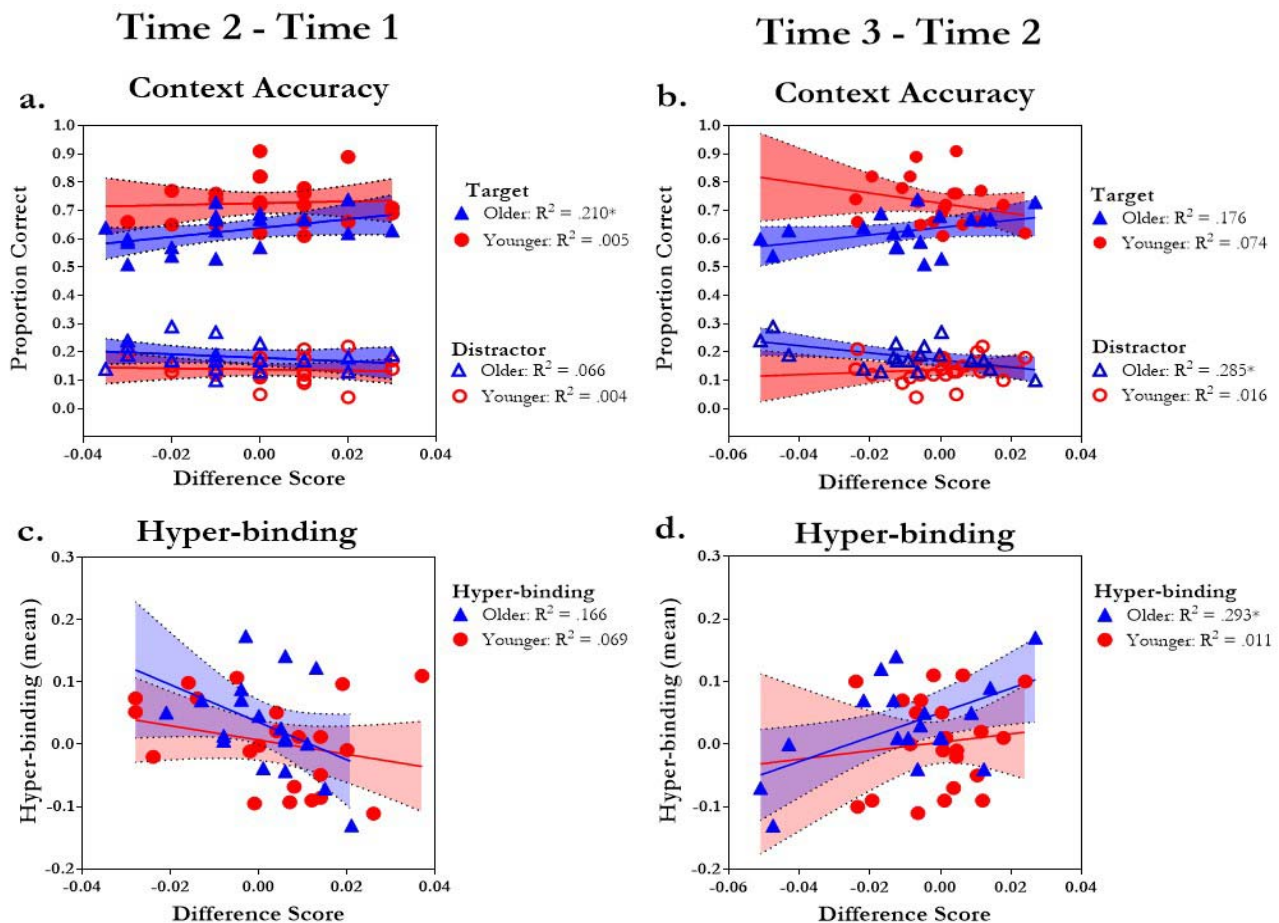 Time 2 - Time 1
Time 3 - Time 2
a.
Context Accuracy
Proportion Correct
1.0
0.9
0.8
0.7
0.6
0.5
0.4
0.3
0.2
0.1
0.0
-0.04
-0.02
0.00
0.02
0.04
Difference Score
Target
Older: R² = .210*
Younger: R² = .005
Distractor
Older: R² = .066
Younger: R² = .004
b.
Context Accuracy
Proportion Correct
1.0
0.9
0.8
0.7
0.6
0.5
0.4
0.3
0.2
0.1
0.0
-0.06
-0.04
-0.02
0.00
0.02
0.04
Difference Score
Target
Older: R² = .176
Younger: R² = .074
Distractor
Older: R² = .285*
Younger: R² = .016
c.
Hyper-binding
Hyper-binding (mean)
0.3
0.2
0.1
0.0
-0.1
-0.2
-0.04
-0.02
0.00
0.02
0.04
Difference Score
Hyper-binding
Older: R² = .166
Younger: R² = .069
d.
Hyper-binding
Hyper-binding (mean)
0.3
0.2
0.1
0.0
-0.1
-0.2
-0.06
-0.04
-0.02
0.00
0.02
0.04
Difference Score
Hyper-binding
Older: R² = .293*
Younger: R² = .011